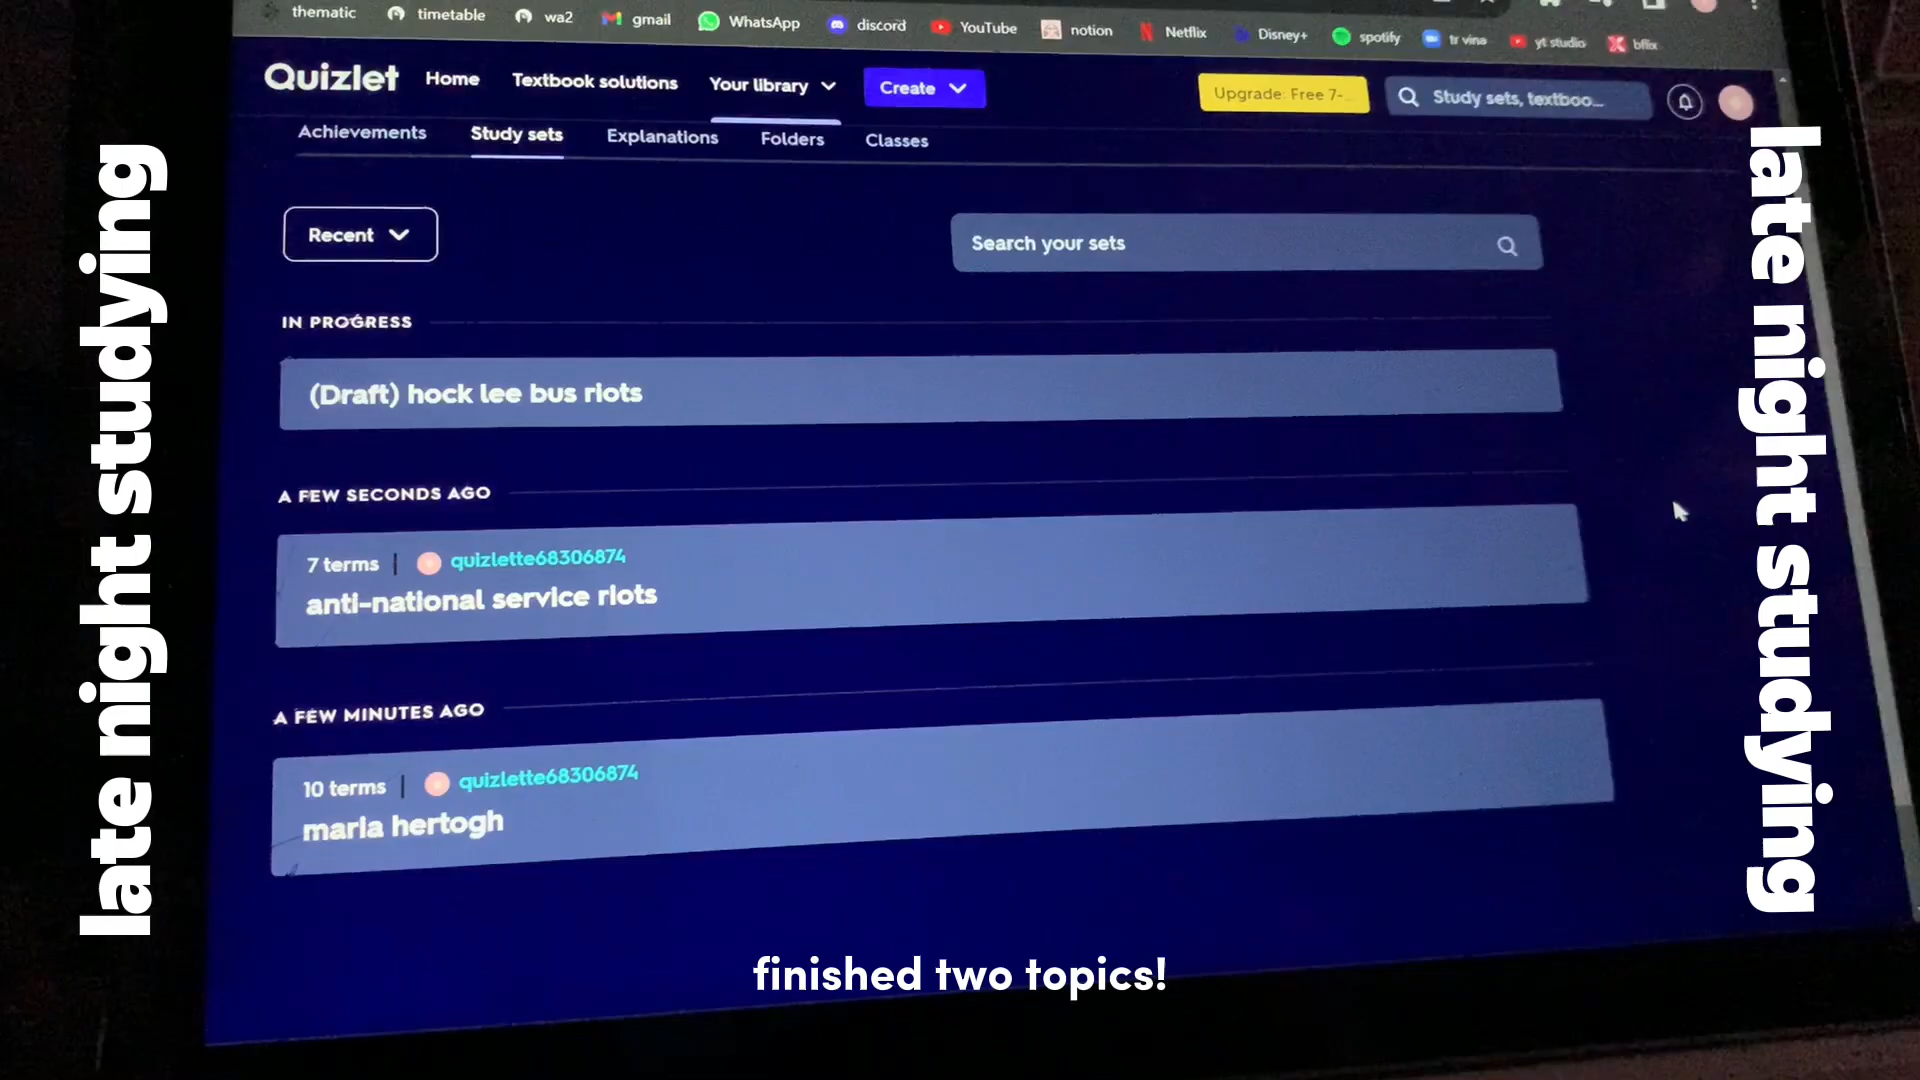 thematic timetable wa2 gmail WhatsApp discord YouTube notion Netflix Disney+ spotify tr vina yt studio bflix
Quizlet Home Textbook solutions Your library Create Upgrade: Free 7-... Study sets, textboo...
Achievements Study sets Explanations Folders Classes
Recent Search your sets
IN PROGRESS
(Draft) hock lee bus riots
A FEW SECONDS AGO
7 terms | quizlette68306874
anti-national service riots
A FEW MINUTES AGO
10 terms | quizlette68306874
maria hertogh
late night studying
late night studying
finished two topics!